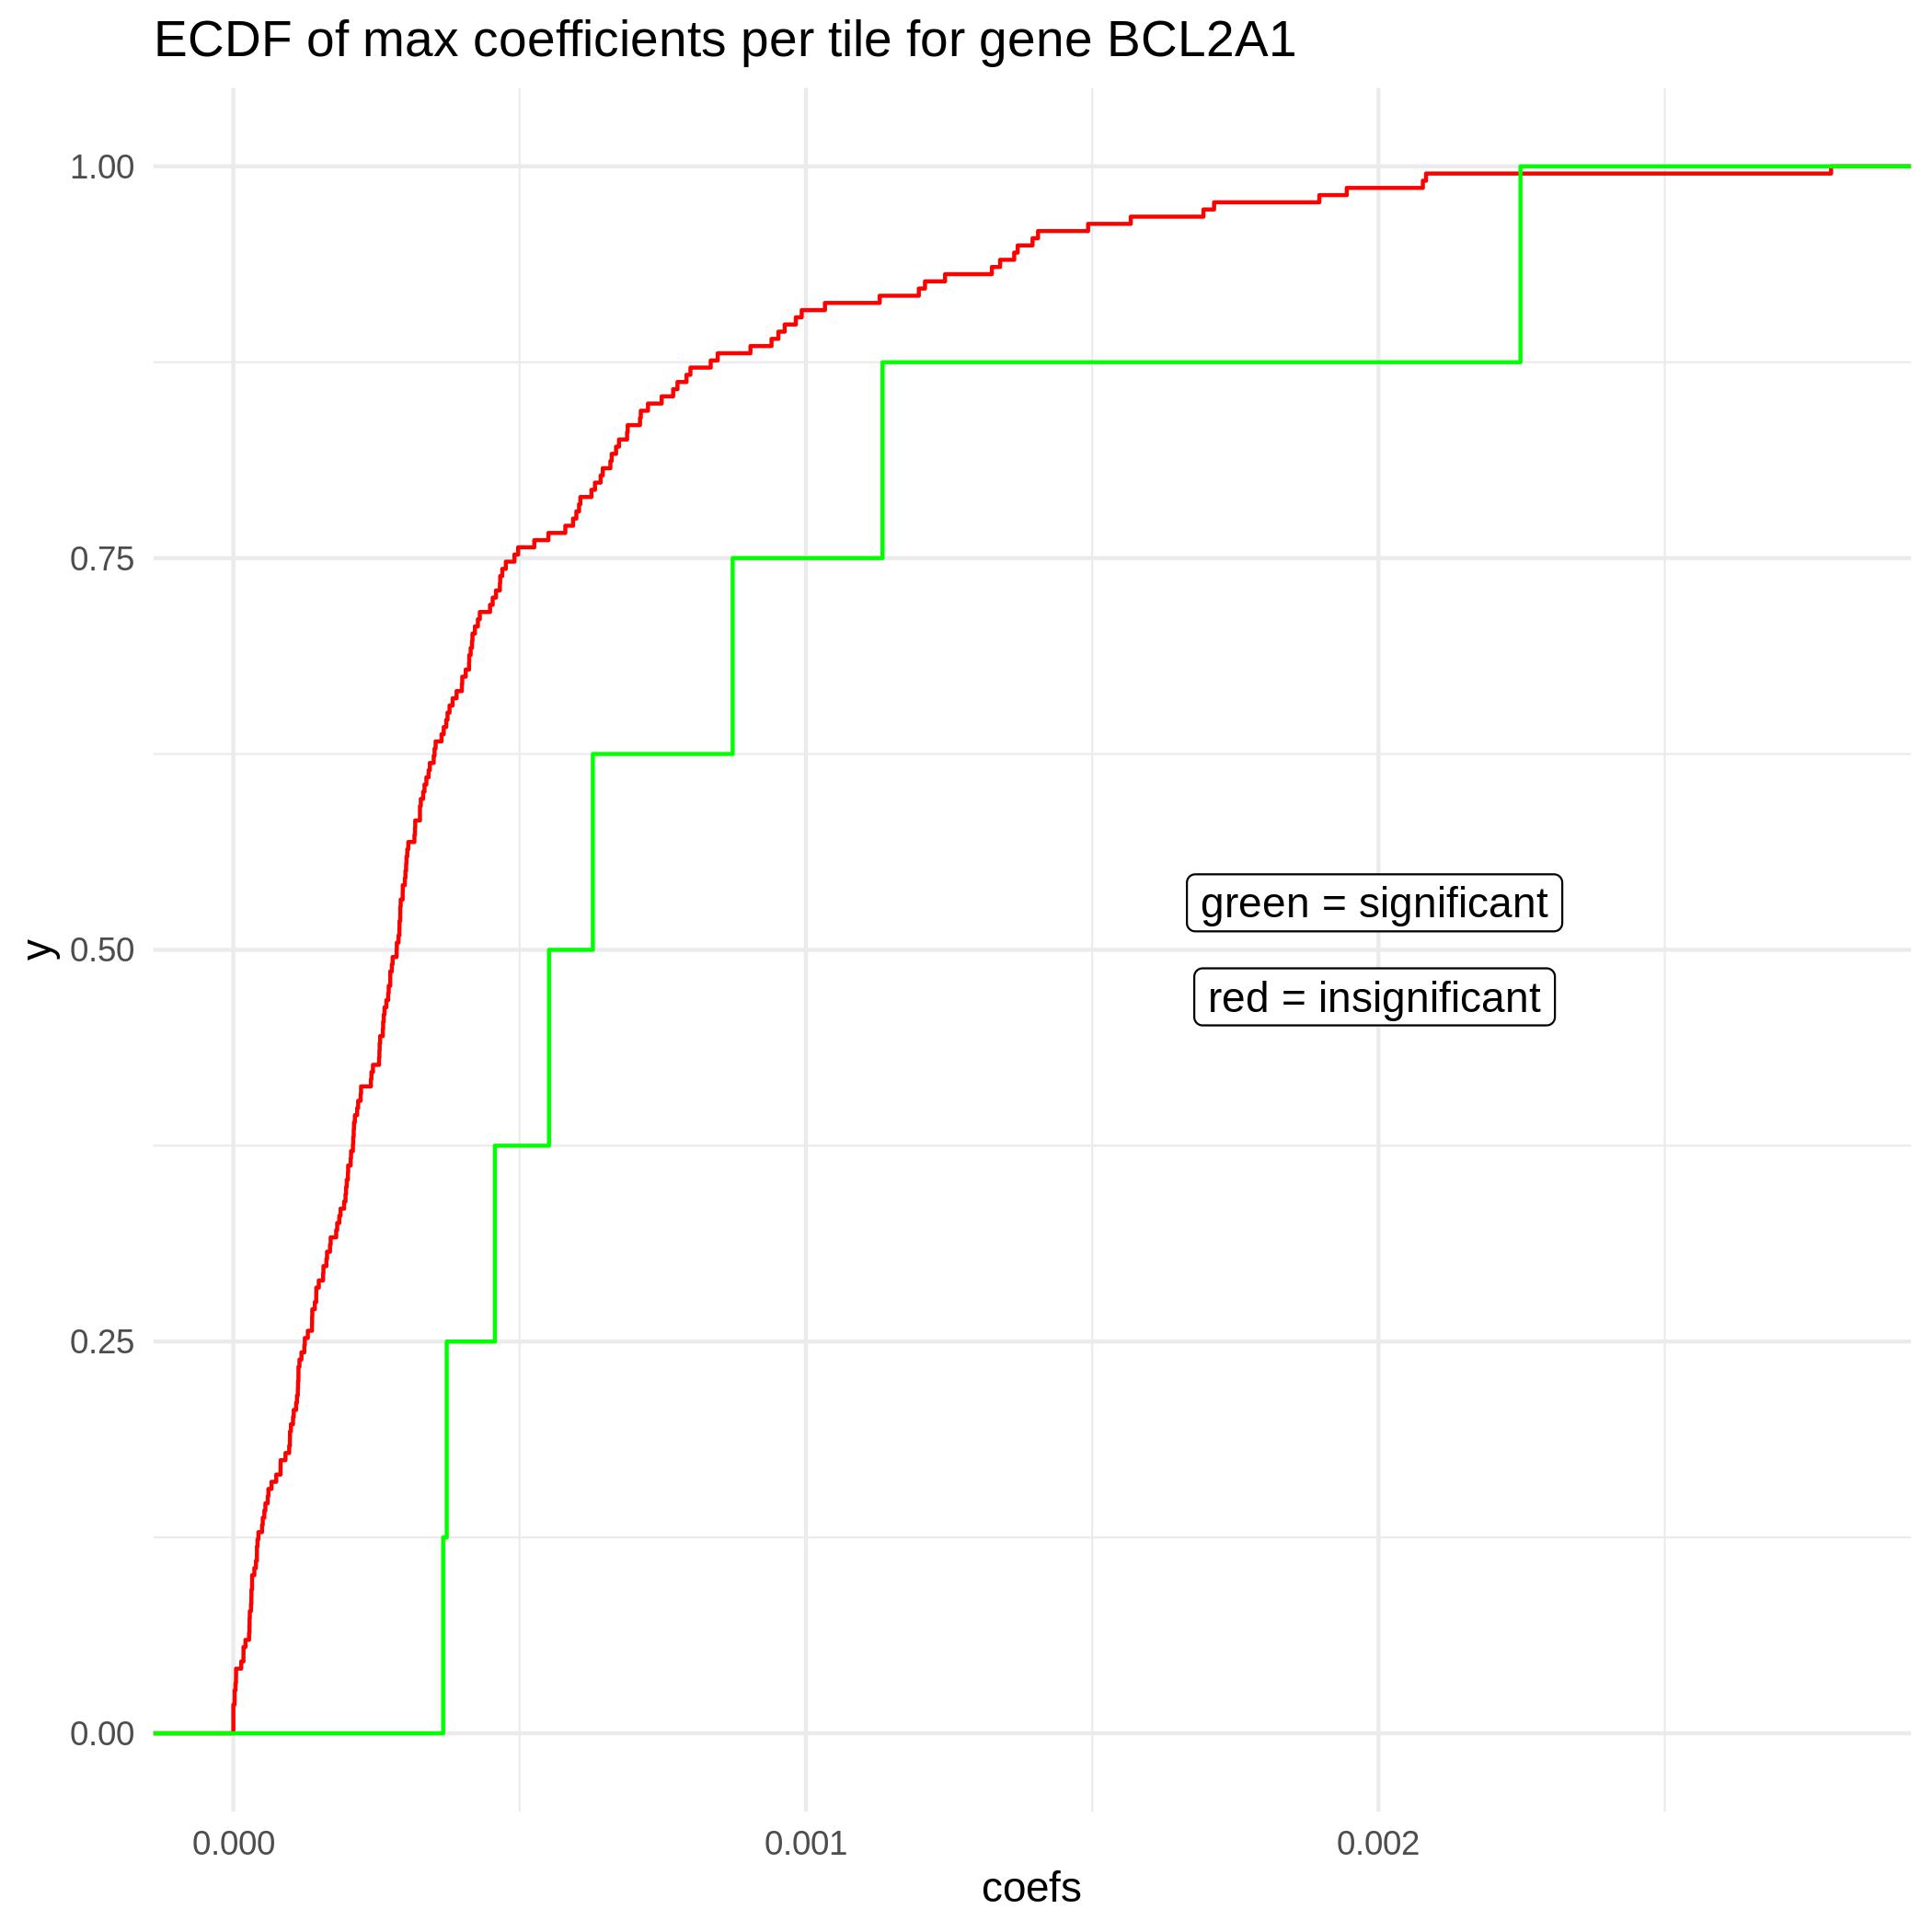 ECDF of max coefficients per tile for gene BCL2A1
1.00
0.75
0.50
0.25
0.00
y
green = significant
red = insignificant
0.000
0.001
0.002
coefs